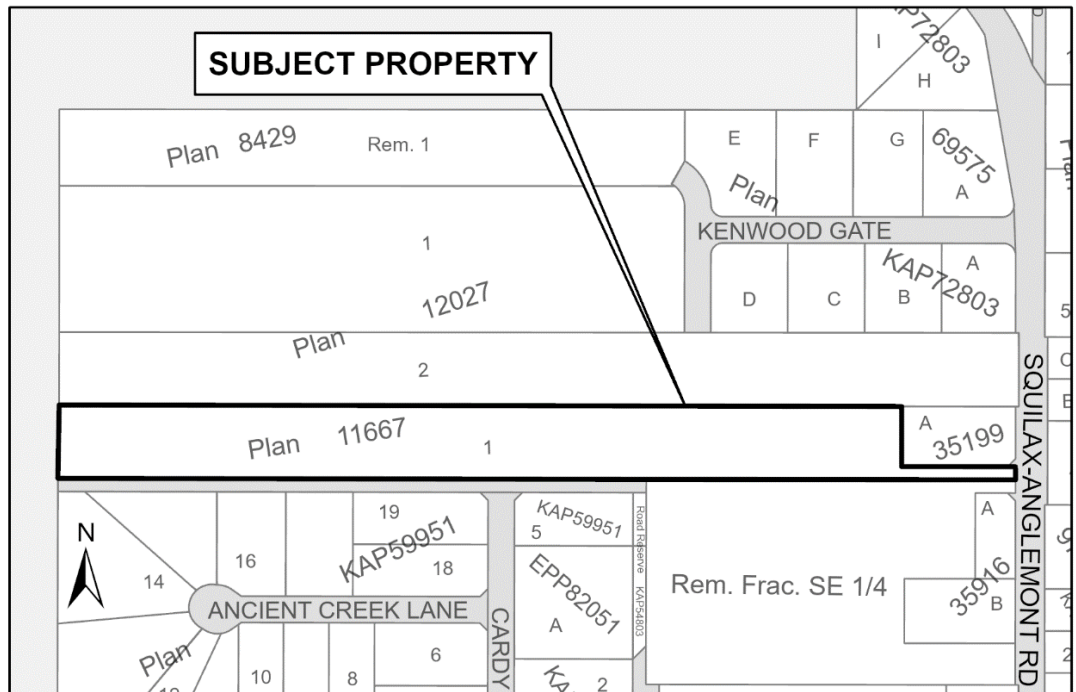 SUBJECT PROPERTY
KAP72803
I
H
Plan 8429
Rem. 1
E
F
G
69575
A
Plan
KENWOOD GATE
1
12027
D
C
B
A
KAP72803
Plan
2
5
SQUILAX-ANGLEMONT RD
Plan 11667
1
A
35199
N
14
16
19
KAP59951
18
ANCIENT CREEK LANE
Plan
10
8
6
CARDY
KAP59951
5
EPP82051
A
2
Road Reserve KAP54803
Rem. Frac. SE 1/4
A
35916
B
2